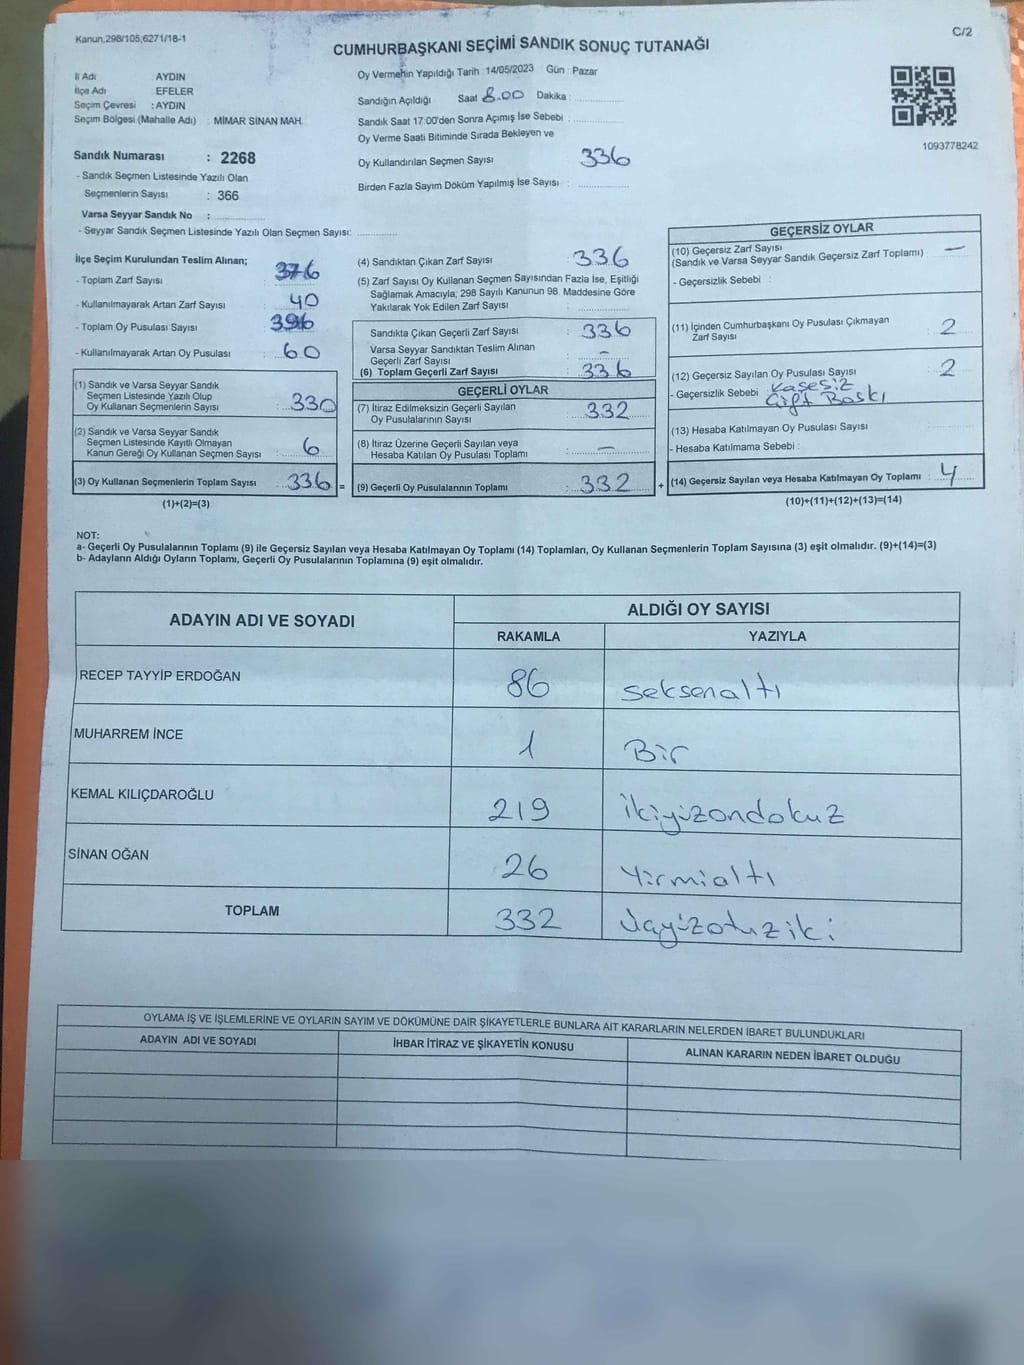 Kanun,298/105,6271/18-1
C/2
CUMHURBAŞKANI SEÇİMİ SANDIK SONUÇ TUTANAĞI
İl Adı AYDIN
İlçe Adı EFELER
Seçim Çevresi : AYDIN
Seçim Bölgesi (Mahalle Adı) : MİMAR SİNAN MAH.
Sandık Numarası : 2268
- Sandık Seçmen Listesinde Yazılı Olan
Seçmenlerin Sayısı : 366
Varsa Seyyar Sandık No :
- Seyyar Sandık Seçmen Listesinde Yazılı Olan Seçmen Sayısı:
Oy Vermenin Yapıldığı Tarih : 14/05/2023 Gün : Pazar
Sandığın Açıldığı Saat 8.00 Dakika :
Sandık Saat 17:00'den Sonra Açımış İse Sebebi :
Oy Verme Saati Bitiminde Sırada Bekleyen ve
Oy Kullandırılan Seçmen Sayısı : 336
Birden Fazla Sayım Döküm Yapılmış İse Sayısı :
1093778242
İlçe Seçim Kurulundan Teslim Alınan;
- Toplam Zarf Sayısı : 376
- Kullanılmayarak Artan Zarf Sayısı : 40
- Toplam Oy Pusulası Sayısı : 396
- Kullanılmayarak Artan Oy Pusulası : 60
(1) Sandık ve Varsa Seyyar Sandık
Seçmen Listesinde Yazılı Olup
Oy Kullanan Seçmenlerin Sayısı : 330
(2) Sandık ve Varsa Seyyar Sandık
Seçmen Listesinde Kayıtlı Olmayan
Kanun Gereği Oy Kullanan Seçmen Sayısı : 6
(3) Oy Kullanan Seçmenlerin Toplam Sayısı : 336 =
(1)+(2)=(3)
(4) Sandıktan Çıkan Zarf Sayısı : 336
(5) Zarf Sayısı Oy Kullanan Seçmen Sayısından Fazla İse, Eşitliği
Sağlamak Amacıyla; 298 Sayılı Kanunun 98. Maddesine Göre
Yakılarak Yok Edilen Zarf Sayısı :
Sandıkta Çıkan Geçerli Zarf Sayısı : 336
Varsa Seyyar Sandıktan Teslim Alınan
Geçerli Zarf Sayısı : -
(6) Toplam Geçerli Zarf Sayısı : 336
GEÇERLİ OYLAR
(7) İtiraz Edilmeksizin Geçerli Sayılan
Oy Pusulalarının Sayısı : 332
(8) İtiraz Üzerine Geçerli Sayılan veya
Hesaba Katılan Oy Pusulası Toplamı : -
(9) Geçerli Oy Pusulalarının Toplamı : 332 +
GEÇERSİZ OYLAR
(10) Geçersiz Zarf Sayısı
(Sandık ve Varsa Seyyar Sandık Geçersiz Zarf Toplamı) : -
- Geçersizlik Sebebi :
(11) İçinden Cumhurbaşkanı Oy Pusulası Çıkmayan
Zarf Sayısı : 2
(12) Geçersiz Sayılan Oy Pusulası Sayısı : 2
- Geçersizlik Sebebi : Kaşesiz
Çift Baskı
(13) Hesaba Katılmayan Oy Pusulası Sayısı
- Hesaba Katılmama Sebebi :
(14) Geçersiz Sayılan veya Hesaba Katılmayan Oy Toplamı : 4
(10)+(11)+(12)+(13)=(14)
NOT:
a- Geçerli Oy Pusulalarının Toplamı (9) ile Geçersiz Sayılan veya Hesaba Katılmayan Oy Toplamı (14) Toplamları, Oy Kullanan Seçmenlerin Toplam Sayısına (3) eşit olmalıdır. (9)+(14)=(3)
b- Adayların Aldığı Oyların Toplamı, Geçerli Oy Pusulalarının Toplamına (9) eşit olmalıdır.
ADAYIN ADI VE SOYADI ALDIĞI OY SAYISI
RAKAMLA YAZIYLA
RECEP TAYYİP ERDOĞAN 86 seksenaltı
MUHARREM İNCE 1 Bir
KEMAL KILIÇDAROĞLU 219 ikiyüzondokuz
SİNAN OĞAN 26 Yirmialtı
TOPLAM 332 üçyüzotuziki
OYLAMA İŞ VE İŞLEMLERİNE VE OYLARIN SAYIM VE DÖKÜMÜNE DAİR ŞİKAYETLERLE BUNLARA AİT KARARLARIN NELERDEN İBARET BULUNDUKLARI
ADAYIN ADI VE SOYADI İHBAR İTİRAZ VE ŞİKAYETİN KONUSU ALINAN KARARIN NEDEN İBARET OLDUĞU